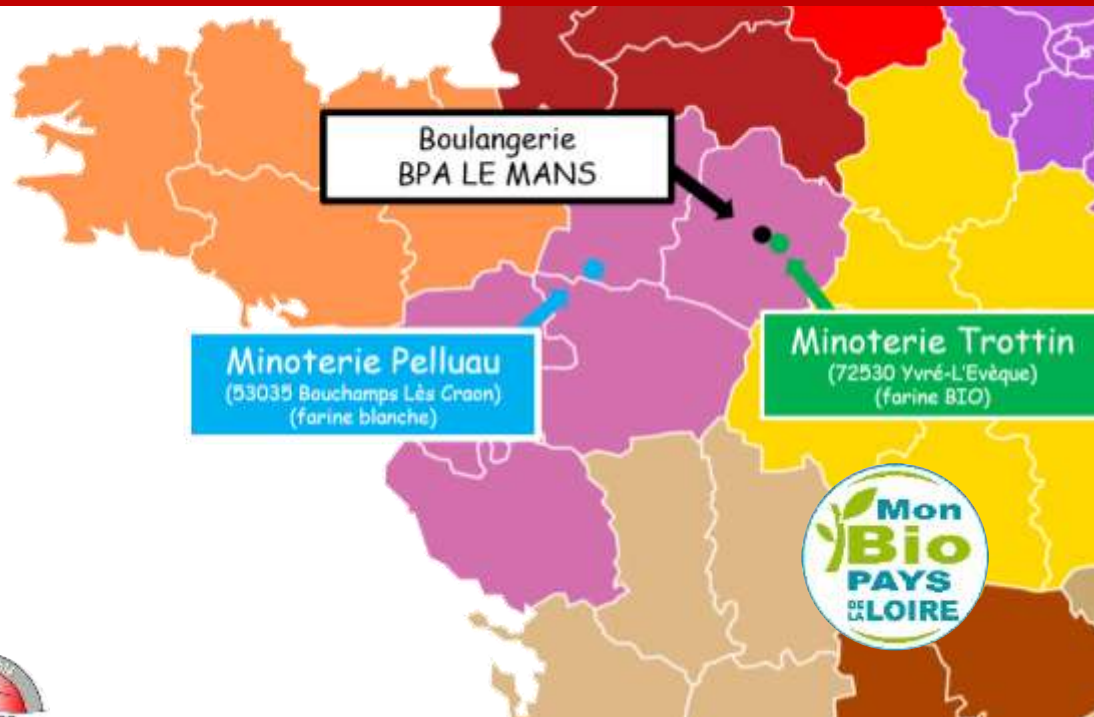 Boulangerie
BPA LE MANS
Minoterie Pelluau
(53035 Bouchamps Lès Craon)
(farine blanche)
Minoterie Trottin
(72530 Yvré-L'Evèque)
(farine BIO)
Mon
Bio
PAYS
DE LA LOIRE